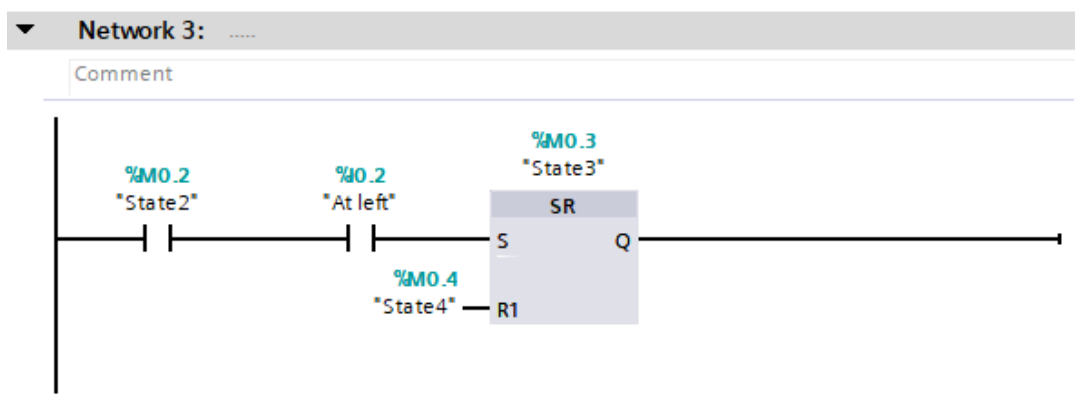 Network 3: .....
Comment
%M0.3
"State3"
%M0.2 %I0.2
"State2" "At left"
SR
S Q
%M0.4
"State4"
R1